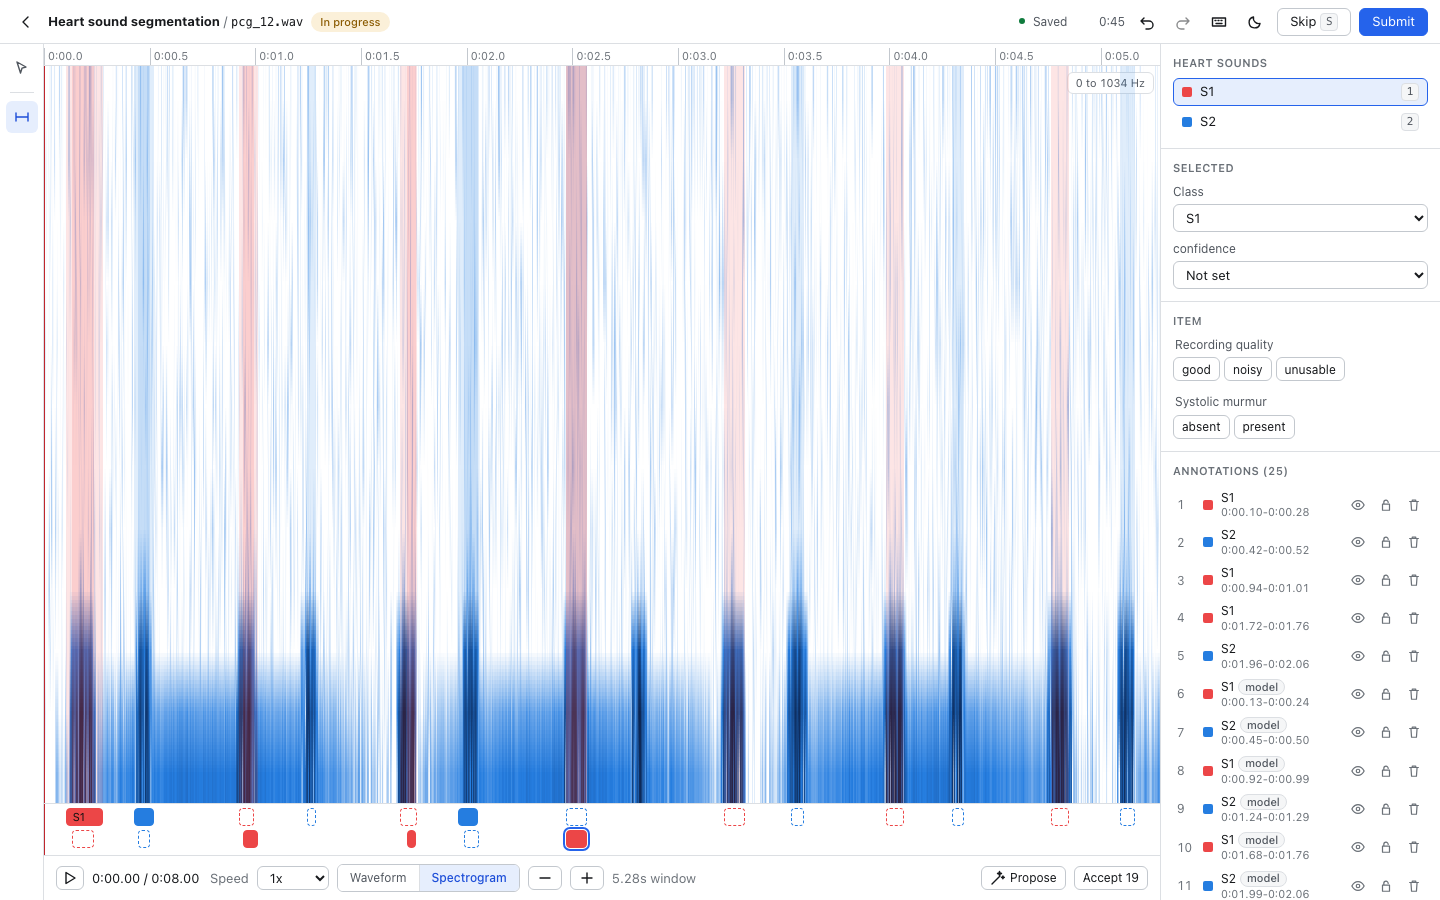 Heart sound segmentation / pcg_12.wav In progress
Saved 0:45 Skip S Submit
0:00.0 0:00.5 0:01.0 0:01.5 0:02.0 0:02.5 0:03.0 0:03.5 0:04.0 0:04.5 0:05.0
0 to 1034 Hz
S1
0:00.00 / 0:08.00 Speed 1x Waveform Spectrogram 5.28s window Propose Accept 19
HEART SOUNDS
S1 1
S2 2
SELECTED
Class
S1
confidence
Not set
ITEM
Recording quality
good noisy unusable
Systolic murmur
absent present
ANNOTATIONS (25)
1 S1
0:00.10-0:00.28
2 S2
0:00.42-0:00.52
3 S1
0:00.94-0:01.01
4 S1
0:01.72-0:01.76
5 S2
0:01.96-0:02.06
6 S1 model
0:00.13-0:00.24
7 S2 model
0:00.45-0:00.50
8 S1 model
0:00.92-0:00.99
9 S2 model
0:01.24-0:01.29
10 S1 model
0:01.68-0:01.76
11 S2 model
0:01.99-0:02.06